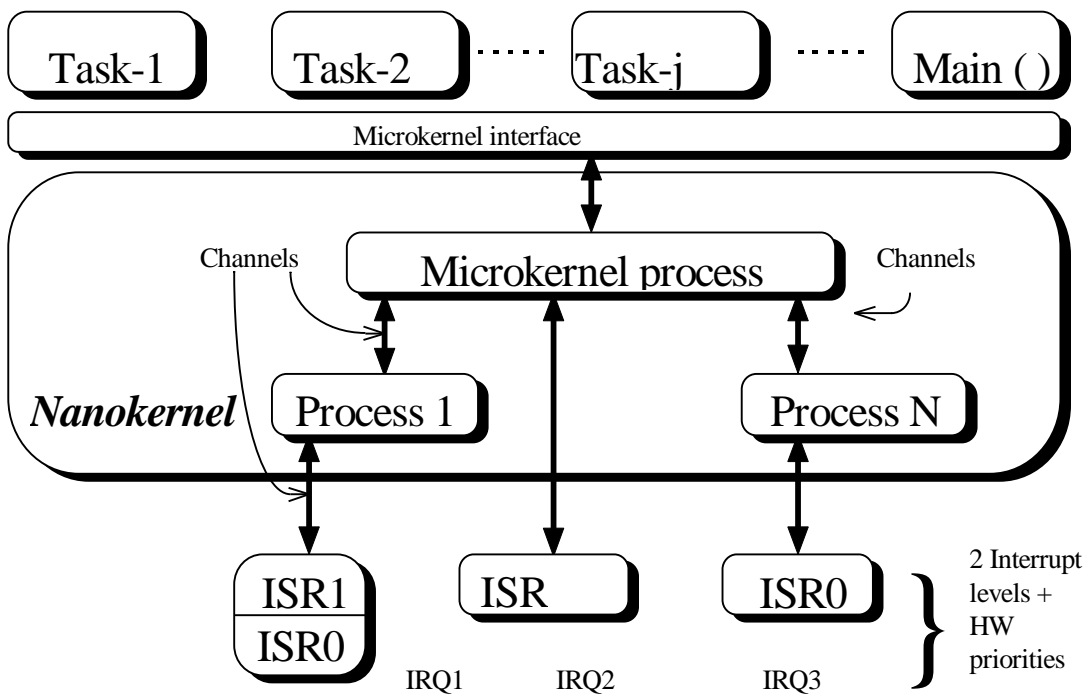 Task-1
Task-2
Task-j
Main ( )
Microkernel interface
Channels
Microkernel process
Channels
Nanokernel
Process 1
Process N
ISR1
ISR0
ISR
ISR0
2 Interrupt
levels +
HW
priorities
IRQ1
IRQ2
IRQ3